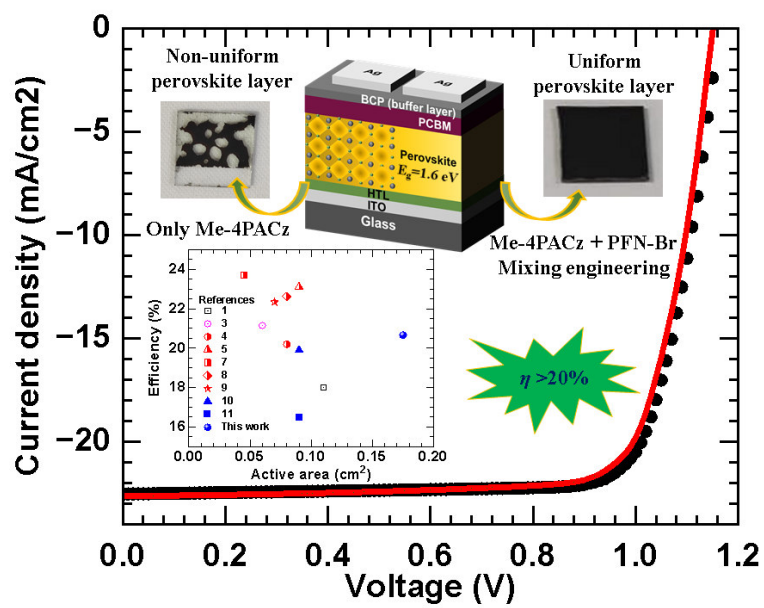 Current density (mA/cm2)
0
−5
−10
−15
−20
0.0
0.2
0.4
0.6
0.8
1.0
1.2
Voltage (V)
Non-uniform
perovskite layer
Only Me-4PACz
Ag
Ag
BCP (buffer layer)
PCBM
Perovskite
Eg=1.6 eV
HTL
ITO
Glass
Uniform
perovskite layer
Me-4PACz + PFN-Br
Mixing engineering
η >20%
Efficiency (%)
24
22
20
18
16
References
1
3
4
5
7
8
9
10
11
This work
0.00
0.05
0.10
0.15
0.20
Active area (cm²)